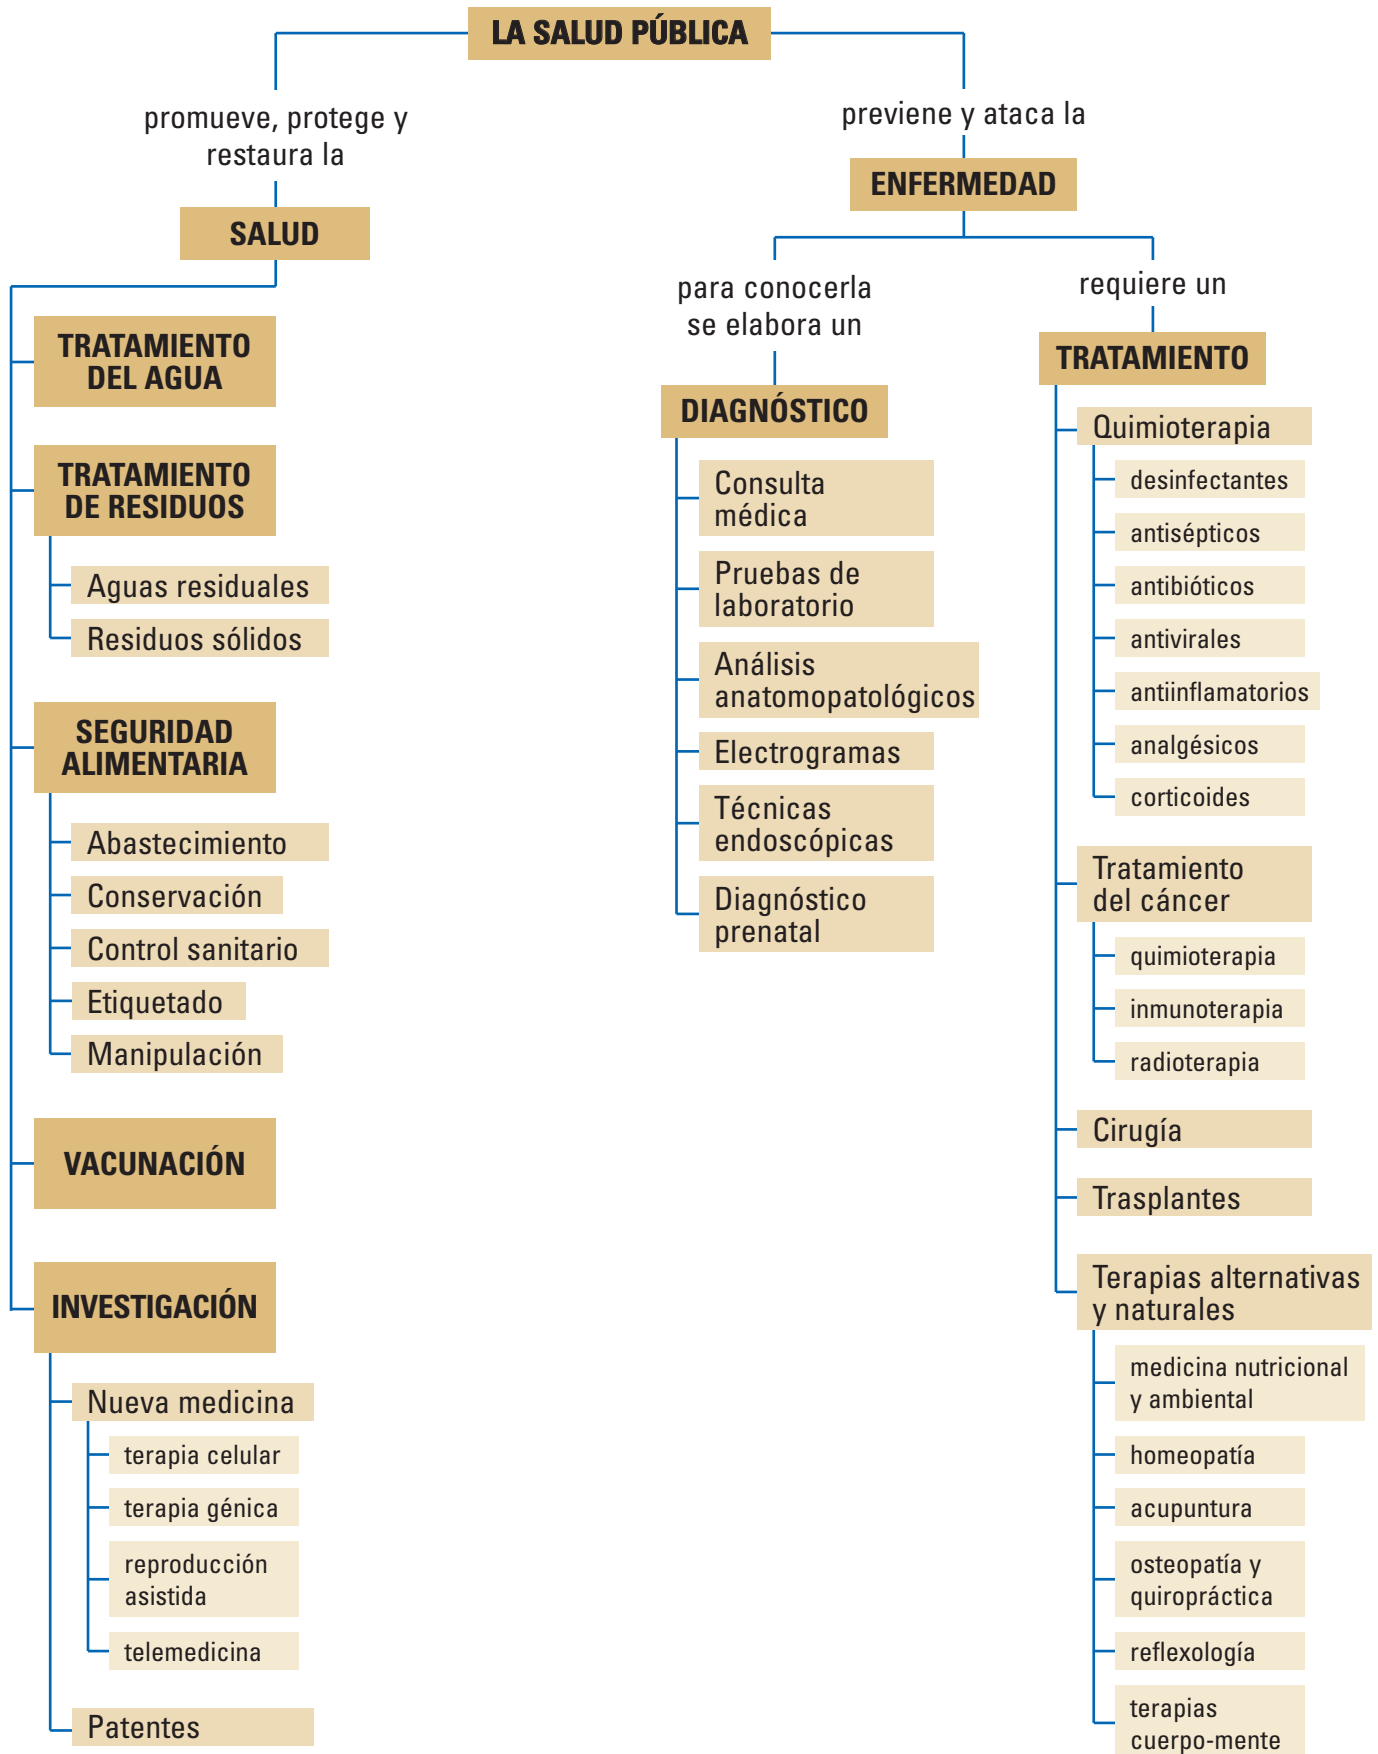 LA SALUD PÚBLICA
promueve, protege y
restaura la
SALUD
TRATAMIENTO
DEL AGUA
TRATAMIENTO
DE RESIDUOS
Aguas residuales
Residuos sólidos
SEGURIDAD
ALIMENTARIA
Abastecimiento
Conservación
Control sanitario
Etiquetado
Manipulación
VACUNACIÓN
INVESTIGACIÓN
Nueva medicina
terapia celular
terapia génica
reproducción
asistida
telemedicina
Patentes
previene y ataca la
ENFERMEDAD
para conocerla
se elabora un
DIAGNÓSTICO
Consulta
médica
Pruebas de
laboratorio
Análisis
anatomopatológicos
Electrogramas
Técnicas
endoscópicas
Diagnóstico
prenatal
requiere un
TRATAMIENTO
Quimioterapia
desinfectantes
antisépticos
antibióticos
antivirales
antiinflamatorios
analgésicos
corticoides
Tratamiento
del cáncer
quimioterapia
inmunoterapia
radioterapia
Cirugía
Trasplantes
Terapias alternativas
y naturales
medicina nutricional
y ambiental
homeopatía
acupuntura
osteopatía y
quiropráctica
reflexología
terapias
cuerpo-mente